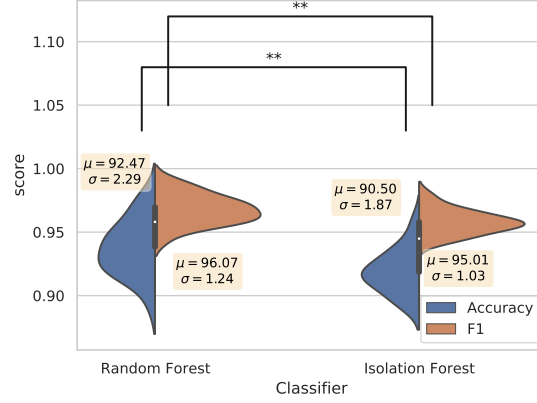 **
**
1.10
1.05
1.00
0.95
0.90
score
μ = 92.47
σ = 2.29
μ = 96.07
σ = 1.24
μ = 90.50
σ = 1.87
μ = 95.01
σ = 1.03
Accuracy
F1
Random Forest
Isolation Forest
Classifier